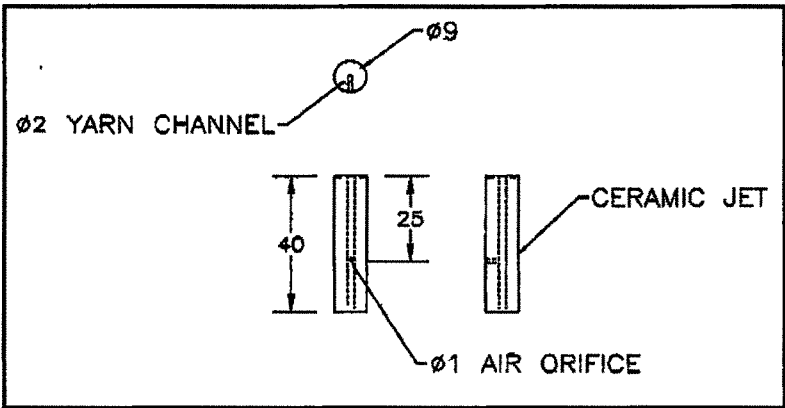 ø9
ø2 YARN CHANNEL
CERAMIC JET
25
40
ø1 AIR ORIFICE